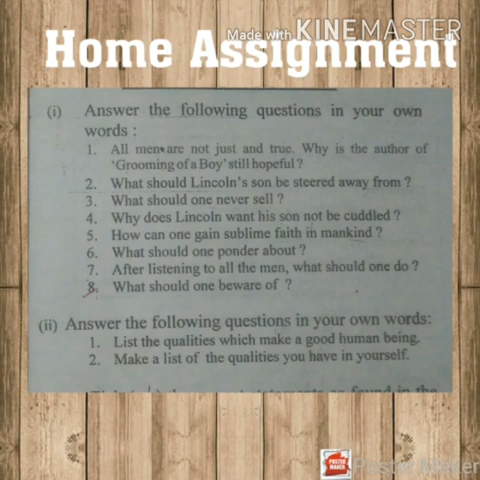 Made with KINEMASTER
Home Assignment
(i) Answer the following questions in your own
words :
1. All men are not just and true. Why is the author of
'Grooming of a Boy' still hopeful ?
2. What should Lincoln's son be steered away from ?
3. What should one never sell ?
4. Why does Lincoln want his son not be cuddled ?
5. How can one gain sublime faith in mankind ?
6. What should one ponder about ?
7. After listening to all the men, what should one do ?
8. What should one beware of ?
(ii) Answer the following questions in your own words:
1. List the qualities which make a good human being.
2. Make a list of the qualities you have in yourself.
as found in the
POSTER MAKER
Poster Maker